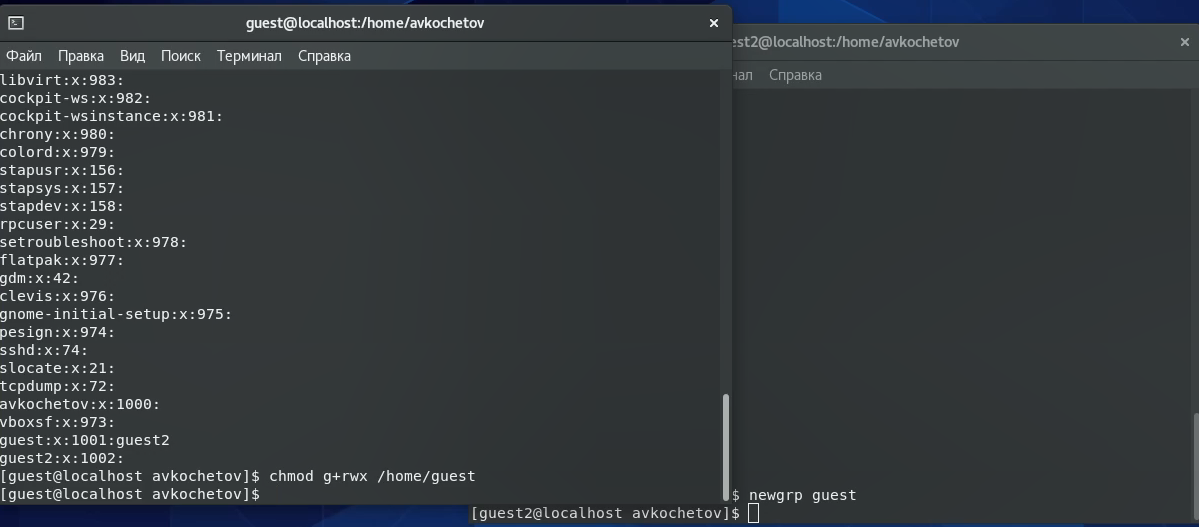 guest@localhost:/home/avkochetov
Файл Правка Вид Поиск Терминал Справка
libvirt:x:983:
cockpit-ws:x:982:
cockpit-wsinstance:x:981:
chrony:x:980:
colord:x:979:
stapusr:x:156:
stapsys:x:157:
stapdev:x:158:
rpcuser:x:29:
setroubleshoot:x:978:
flatpak:x:977:
gdm:x:42:
clevis:x:976:
gnome-initial-setup:x:975:
pesign:x:974:
sshd:x:74:
slocate:x:21:
tcpdump:x:72:
avkochetov:x:1000:
vboxsf:x:973:
guest:x:1001:guest2
guest2:x:1002:
[guest@localhost avkochetov]$ chmod g+rwx /home/guest
[guest@localhost avkochetov]$
est2@localhost:/home/avkochetov
нал Справка
$ newgrp guest
[guest2@localhost avkochetov]$